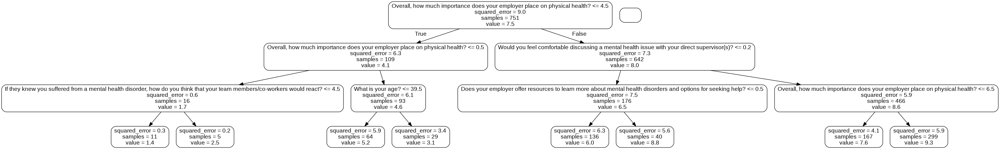 Overall, how much importance does your employer place on physical health? <= 4.5
squared_error = 9.0
samples = 751
value = 7.5
True
False
Overall, how much importance does your employer place on physical health? <= 0.5
squared_error = 6.3
samples = 109
value = 4.1
Would you feel comfortable discussing a mental health issue with your direct supervisor(s)? <= 0.2
squared_error = 7.3
samples = 642
value = 8.0
If they knew you suffered from a mental health disorder, how do you think that your team members/co-workers would react? <= 4.5
squared_error = 0.6
samples = 16
value = 1.7
What is your age? <= 39.5
squared_error = 6.1
samples = 93
value = 4.6
Does your employer offer resources to learn more about mental health disorders and options for seeking help? <= 0.5
squared_error = 7.5
samples = 176
value = 6.5
Overall, how much importance does your employer place on physical health? <= 6.5
squared_error = 5.9
samples = 466
value = 8.6
squared_error = 0.3
samples = 11
value = 1.4
squared_error = 0.2
samples = 5
value = 2.5
squared_error = 5.9
samples = 64
value = 5.2
squared_error = 3.4
samples = 29
value = 3.1
squared_error = 6.3
samples = 136
value = 6.0
squared_error = 5.6
samples = 40
value = 8.8
squared_error = 4.1
samples = 167
value = 7.6
squared_error = 5.9
samples = 299
value = 9.3